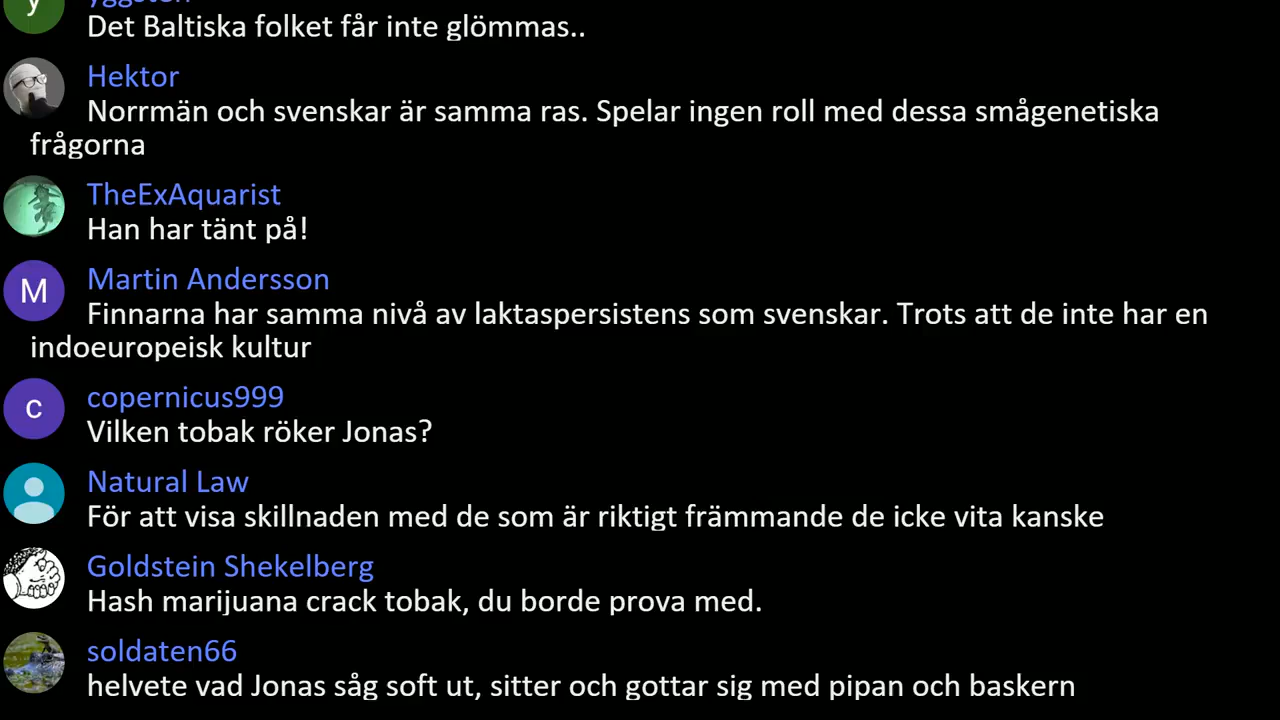 Det Baltiska folket får inte glömmas..
Hektor
Norrmän och svenskar är samma ras. Spelar ingen roll med dessa smågenetiska
frågorna
TheExAquarist
Han har tänt på!
M
Martin Andersson
Finnarna har samma nivå av laktaspersistens som svenskar. Trots att de inte har en
indoeuropeisk kultur
c
copernicus999
Vilken tobak röker Jonas?
Natural Law
För att visa skillnaden med de som är riktigt främmande de icke vita kanske
Goldstein Shekelberg
Hash marijuana crack tobak, du borde prova med.
soldaten66
helvete vad Jonas såg soft ut, sitter och gottar sig med pipan och baskern